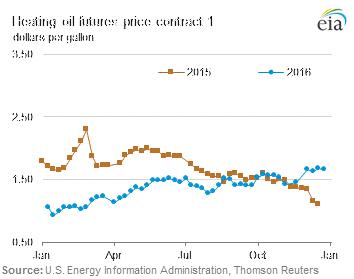 Heating oil futures price contract 1
dollars per gallon
eia
3.50
2015
2016
2.50
1.50
0.50
Jan
Apr
Jul
Oct
Jan
Source: U.S. Energy Information Administration, Thomson Reuters